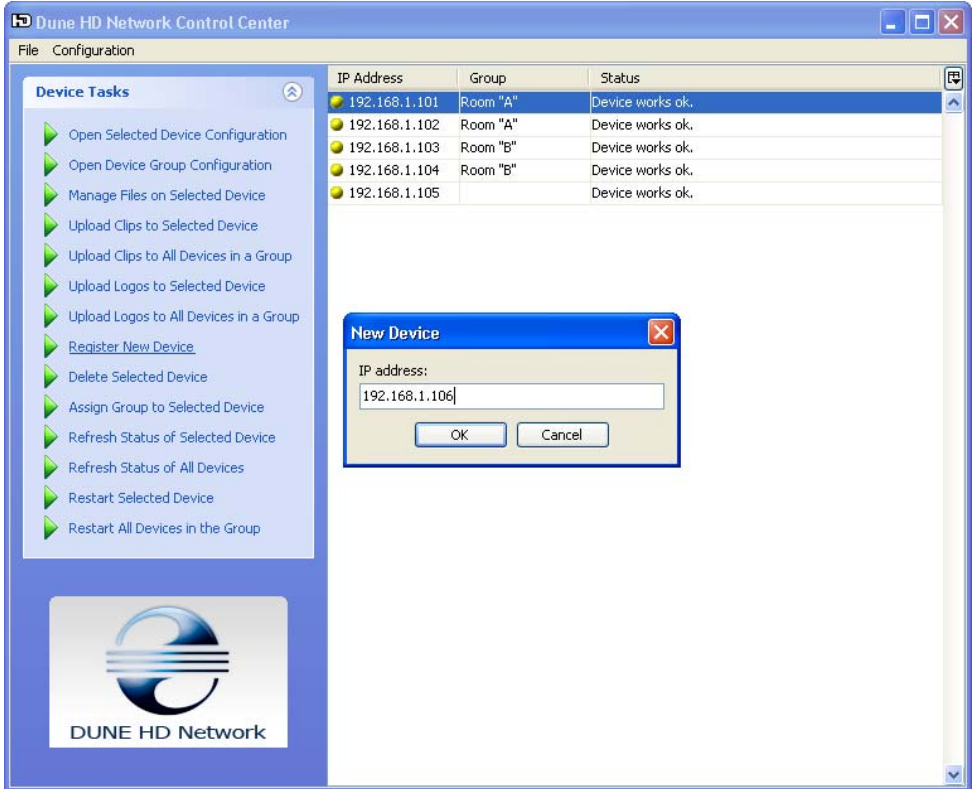 Dune HD Network Control Center
File Configuration
Device Tasks
Open Selected Device Configuration
Open Device Group Configuration
Manage Files on Selected Device
Upload Clips to Selected Device
Upload Clips to All Devices in a Group
Upload Logos to Selected Device
Upload Logos to All Devices in a Group
Register New Device
Delete Selected Device
Assign Group to Selected Device
Refresh Status of Selected Device
Refresh Status of All Devices
Restart Selected Device
Restart All Devices in the Group
DUNE HD Network
IP Address Group Status
192.168.1.101 Room "A" Device works ok.
192.168.1.102 Room "A" Device works ok.
192.168.1.103 Room "B" Device works ok.
192.168.1.104 Room "B" Device works ok.
192.168.1.105 Device works ok.
New Device
IP address:
192.168.1.106
OK Cancel